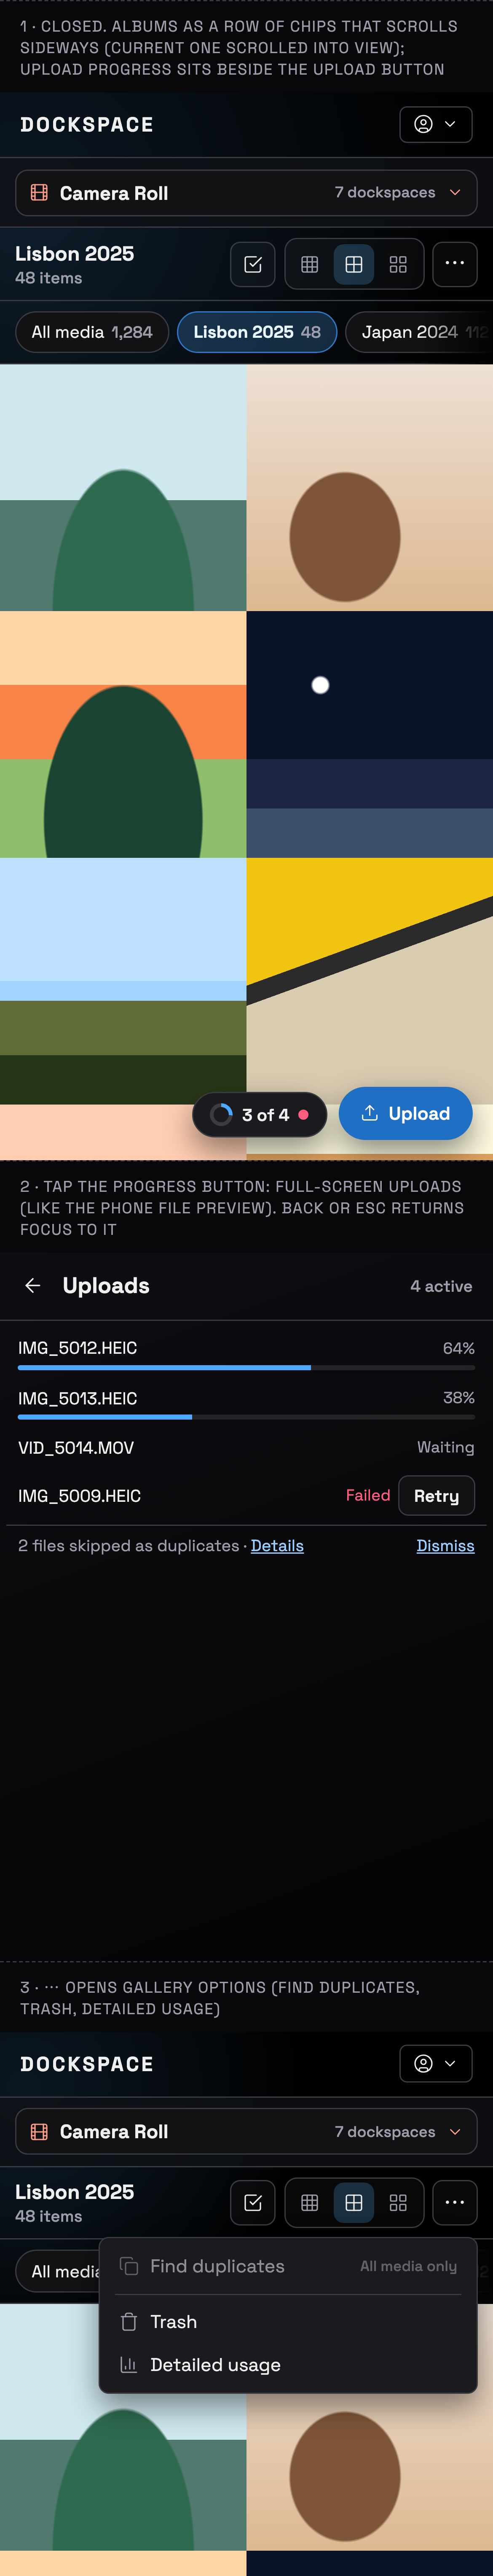 1 · CLOSED. ALBUMS AS A ROW OF CHIPS THAT SCROLLS
SIDEWAYS (CURRENT ONE SCROLLED INTO VIEW);
UPLOAD PROGRESS SITS BESIDE THE UPLOAD BUTTON
DOCKSPACE
Camera Roll 7 dockspaces
Lisbon 2025
48 items
All media 1,284 Lisbon 2025 48 Japan 2024 112
3 of 4 Upload
2 · TAP THE PROGRESS BUTTON: FULL-SCREEN UPLOADS
(LIKE THE PHONE FILE PREVIEW). BACK OR ESC RETURNS
FOCUS TO IT
Uploads 4 active
IMG_5012.HEIC 64%
IMG_5013.HEIC 38%
VID_5014.MOV Waiting
IMG_5009.HEIC Failed Retry
2 files skipped as duplicates · Details Dismiss
3 · ··· OPENS GALLERY OPTIONS (FIND DUPLICATES,
TRASH, DETAILED USAGE)
DOCKSPACE
Camera Roll 7 dockspaces
Lisbon 2025
48 items
All media
Find duplicates All media only
Trash
Detailed usage